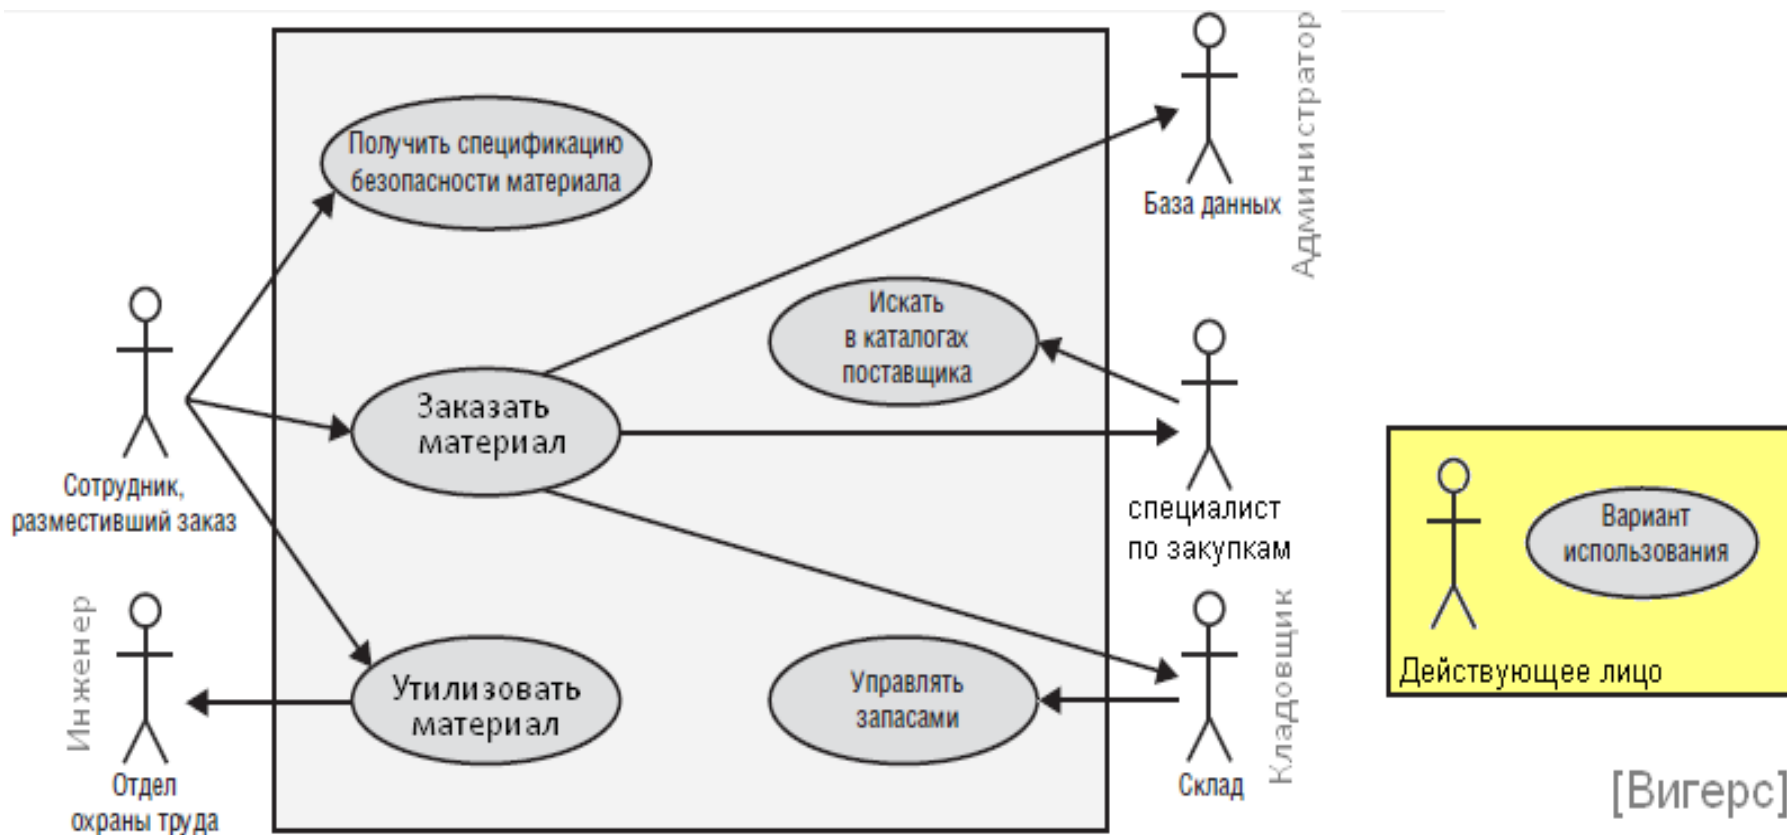 Получить спецификацию
безопасности материала
База данных
Администратор
Искать
в каталогах
поставщика
Заказать
материал
Сотрудник,
разместивший заказ
специалист
по закупкам
Вариант
использования
Действующее лицо
Инженер
Утилизовать
материал
Управлять
запасами
Кладовщик
Отдел
охраны труда
Склад
[Вигерс]